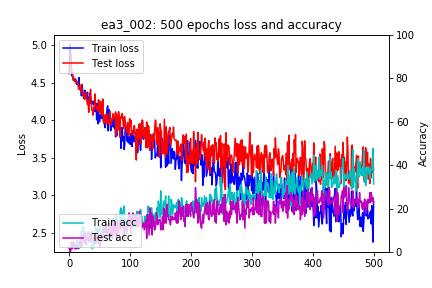 ea3_002: 500 epochs loss and accuracy
Train loss
Test loss
Train acc
Test acc
Loss
5.0
4.5
4.0
3.5
3.0
2.5
Accuracy
100
80
60
40
20
0
0
100
200
300
400
500